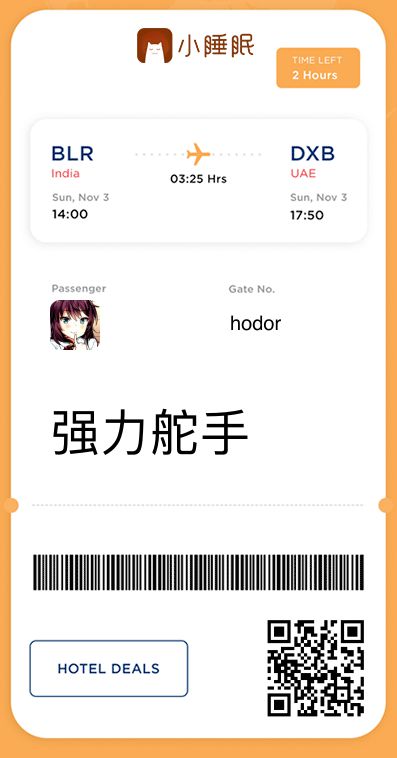 小睡眠
TIME LEFT
2 Hours
BLR
DXB
India
03:25 Hrs
UAE
Sun, Nov 3
Sun, Nov 3
14:00
17:50
Passenger
Gate No.
hodor
强力舵手
HOTEL DEALS